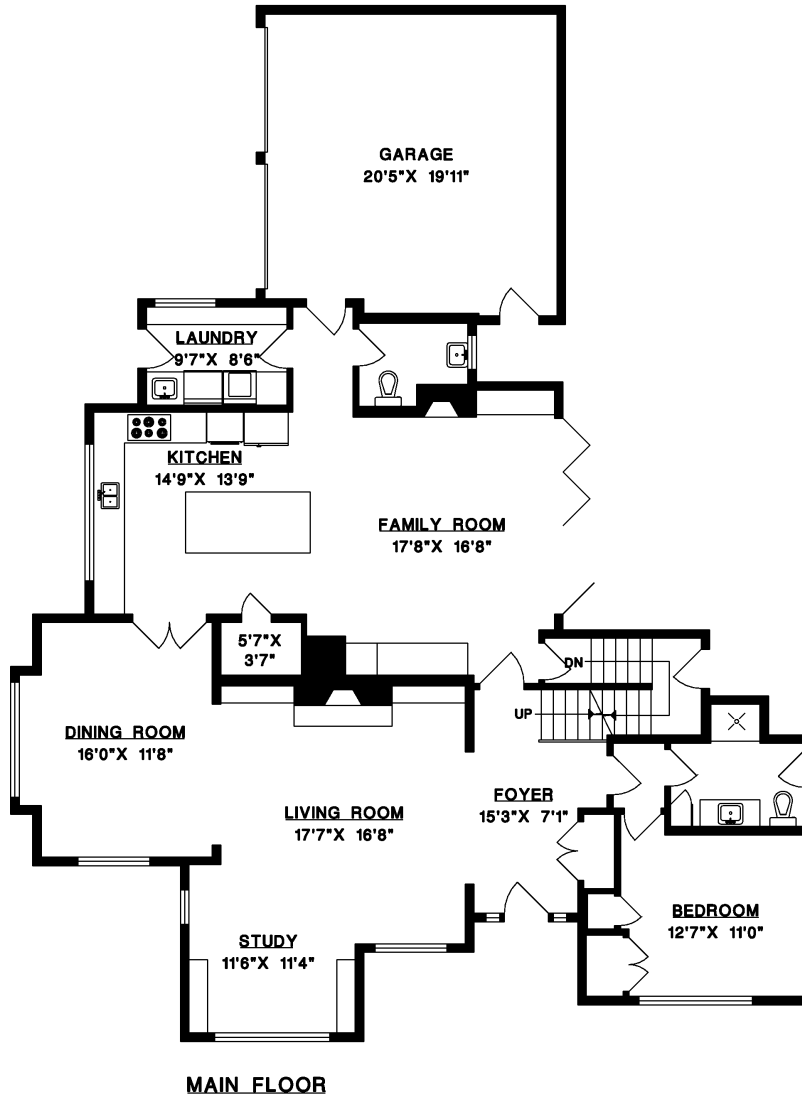 GARAGE
20'5"X 19'11"
LAUNDRY
9'7"X 8'6"
KITCHEN
14'9"X 13'9"
FAMILY ROOM
17'8"X 16'8"
5'7"X
3'7"
DN
UP
DINING ROOM
16'0"X 11'8"
LIVING ROOM
17'7"X 16'8"
FOYER
15'3"X 7'1"
BEDROOM
12'7"X 11'0"
STUDY
11'6"X 11'4"
MAIN FLOOR